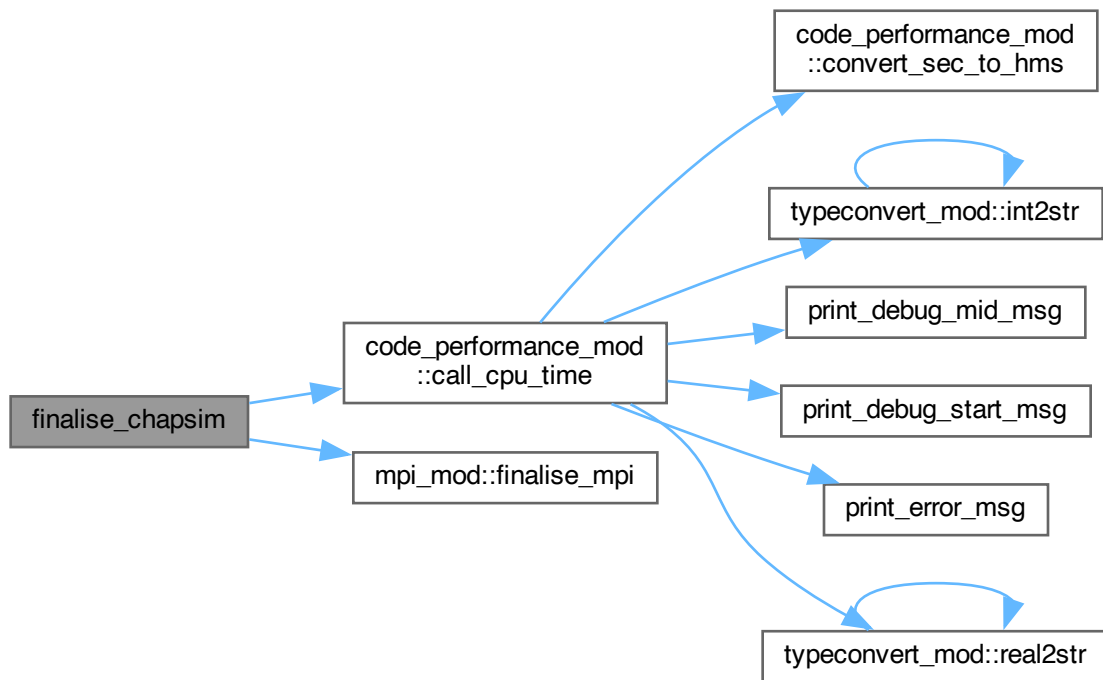 code_performance_mod
::convert_sec_to_hms
typeconvert_mod::int2str
print_debug_mid_msg
code_performance_mod
::call_cpu_time
print_debug_start_msg
finalise_chapsim
mpi_mod::finalise_mpi
print_error_msg
typeconvert_mod::real2str